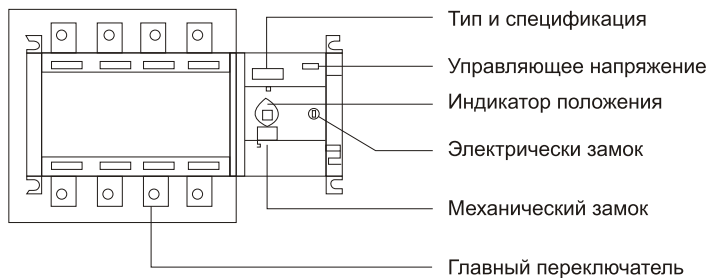 Тип и спецификация
Управляющее напряжение
Индикатор положения
Электрически замок
Механический замок
Главный переключатель